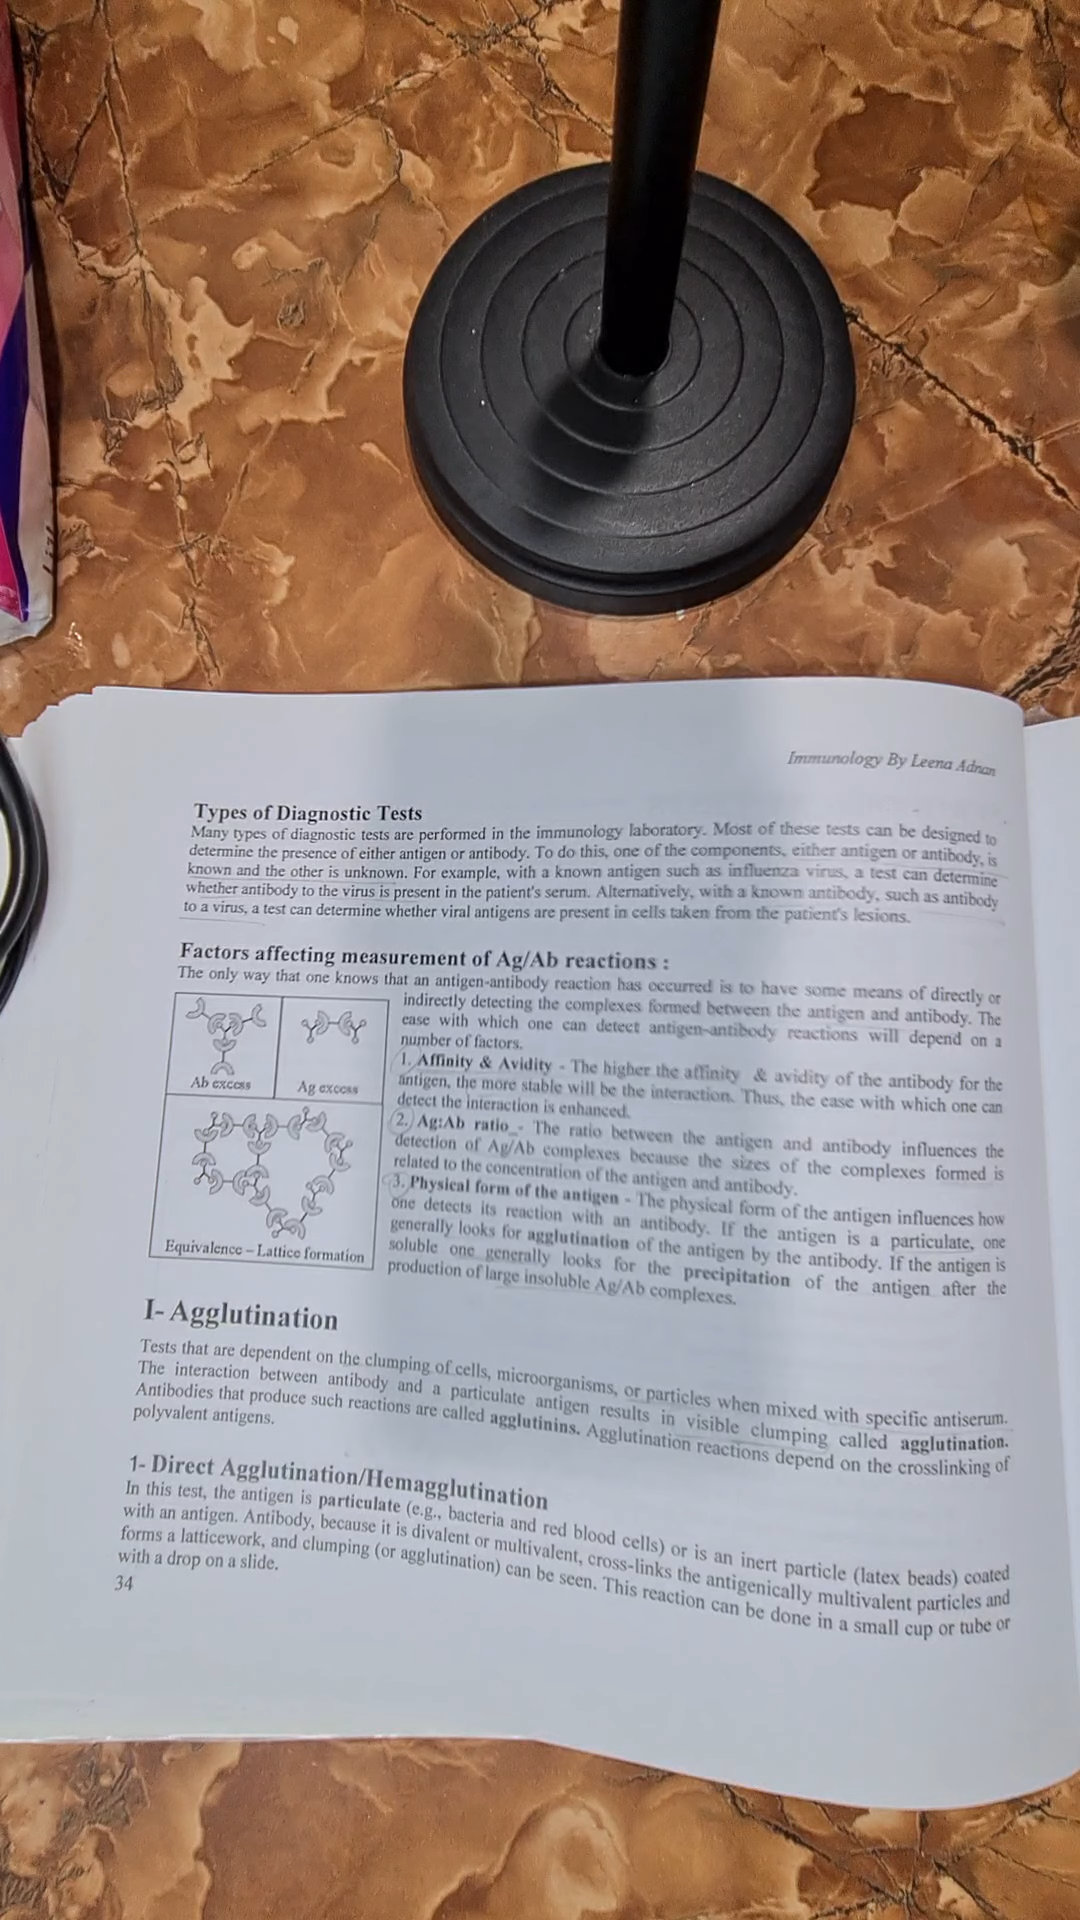 Immunology By Leena Adnan
Types of Diagnostic Tests
Many types of diagnostic tests are performed in the immunology laboratory. Most of these tests can be designed to
determine the presence of either antigen or antibody. To do this, one of the components, either antigen or antibody, is
known and the other is unknown. For example, with a known antigen such as influenza virus, a test can determine
whether antibody to the virus is present in the patient's serum. Alternatively, with a known antibody, such as antibody
to a virus, a test can determine whether viral antigens are present in cells taken from the patient's lesions.
Factors affecting measurement of Ag/Ab reactions :
The only way that one knows that an antigen-antibody reaction has occurred is to have some means of directly or
indirectly detecting the complexes formed between the antigen and antibody. The
ease with which one can detect antigen-antibody reactions will depend on a
number of factors.
1. Affinity & Avidity - The higher the affinity & avidity of the antibody for the
antigen, the more stable will be the interaction. Thus, the ease with which one can
detect the interaction is enhanced.
2. Ag:Ab ratio - The ratio between the antigen and antibody influences the
detection of Ag/Ab complexes because the sizes of the complexes formed is
related to the concentration of the antigen and antibody.
3. Physical form of the antigen - The physical form of the antigen influences how
one detects its reaction with an antibody. If the antigen is a particulate, one
generally looks for agglutination of the antigen by the antibody. If the antigen is
soluble one generally looks for the precipitation of the antigen after the
production of large insoluble Ag/Ab complexes.
Ab excess
Ag excess
Equivalence – Lattice formation
I- Agglutination
Tests that are dependent on the clumping of cells, microorganisms, or particles when mixed with specific antiserum.
The interaction between antibody and a particulate antigen results in visible clumping called agglutination.
Antibodies that produce such reactions are called agglutinins. Agglutination reactions depend on the crosslinking of
polyvalent antigens.
1- Direct Agglutination/Hemagglutination
In this test, the antigen is particulate (e.g., bacteria and red blood cells) or is an inert particle (latex beads) coated
with an antigen. Antibody, because it is divalent or multivalent, cross-links the antigenically multivalent particles and
forms a latticework, and clumping (or agglutination) can be seen. This reaction can be done in a small cup or tube or
with a drop on a slide.
34